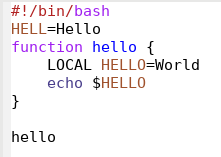 #!/bin/bash
HELL=Hello
function hello {
    LOCAL HELLO=World
    echo $HELLO
}

hello